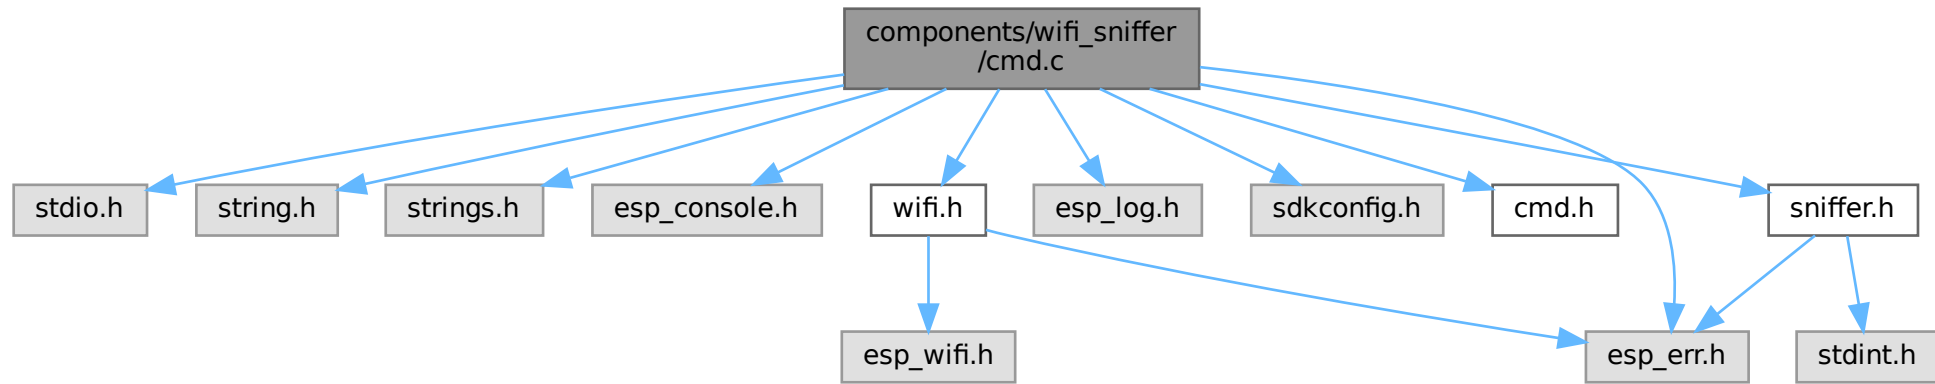 components/wifi_sniffer
/cmd.c
stdio.h
string.h
strings.h
esp_console.h
wifi.h
esp_log.h
sdkconfig.h
cmd.h
sniffer.h
esp_wifi.h
esp_err.h
stdint.h